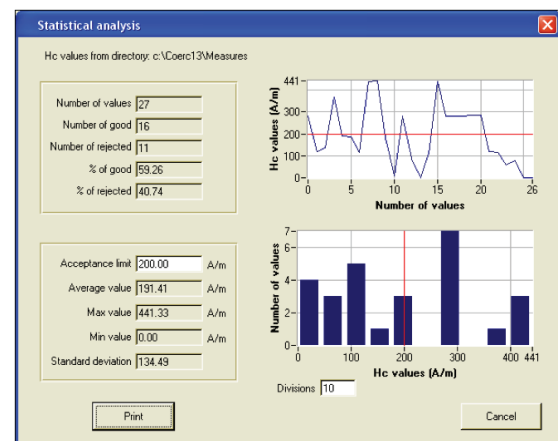 Statistical analysis
Hc values from directory: c:\Coerc13\Measures
Number of values 27
Number of good 16
Number of rejected 11
% of good 59.26
% of rejected 40.74
Hc values (A/m)
441
300
200
100
0
0 5 10 15 20 26
Number of values
Acceptance limit 200.00 A/m
Average value 191.41 A/m
Max value 441.33 A/m
Min value 0.00 A/m
Standard deviation 134.49
Number of values
7
6
4
2
0
0 100 200 300 400 441
Hc values (A/m)
Divisions 10
Print
Cancel